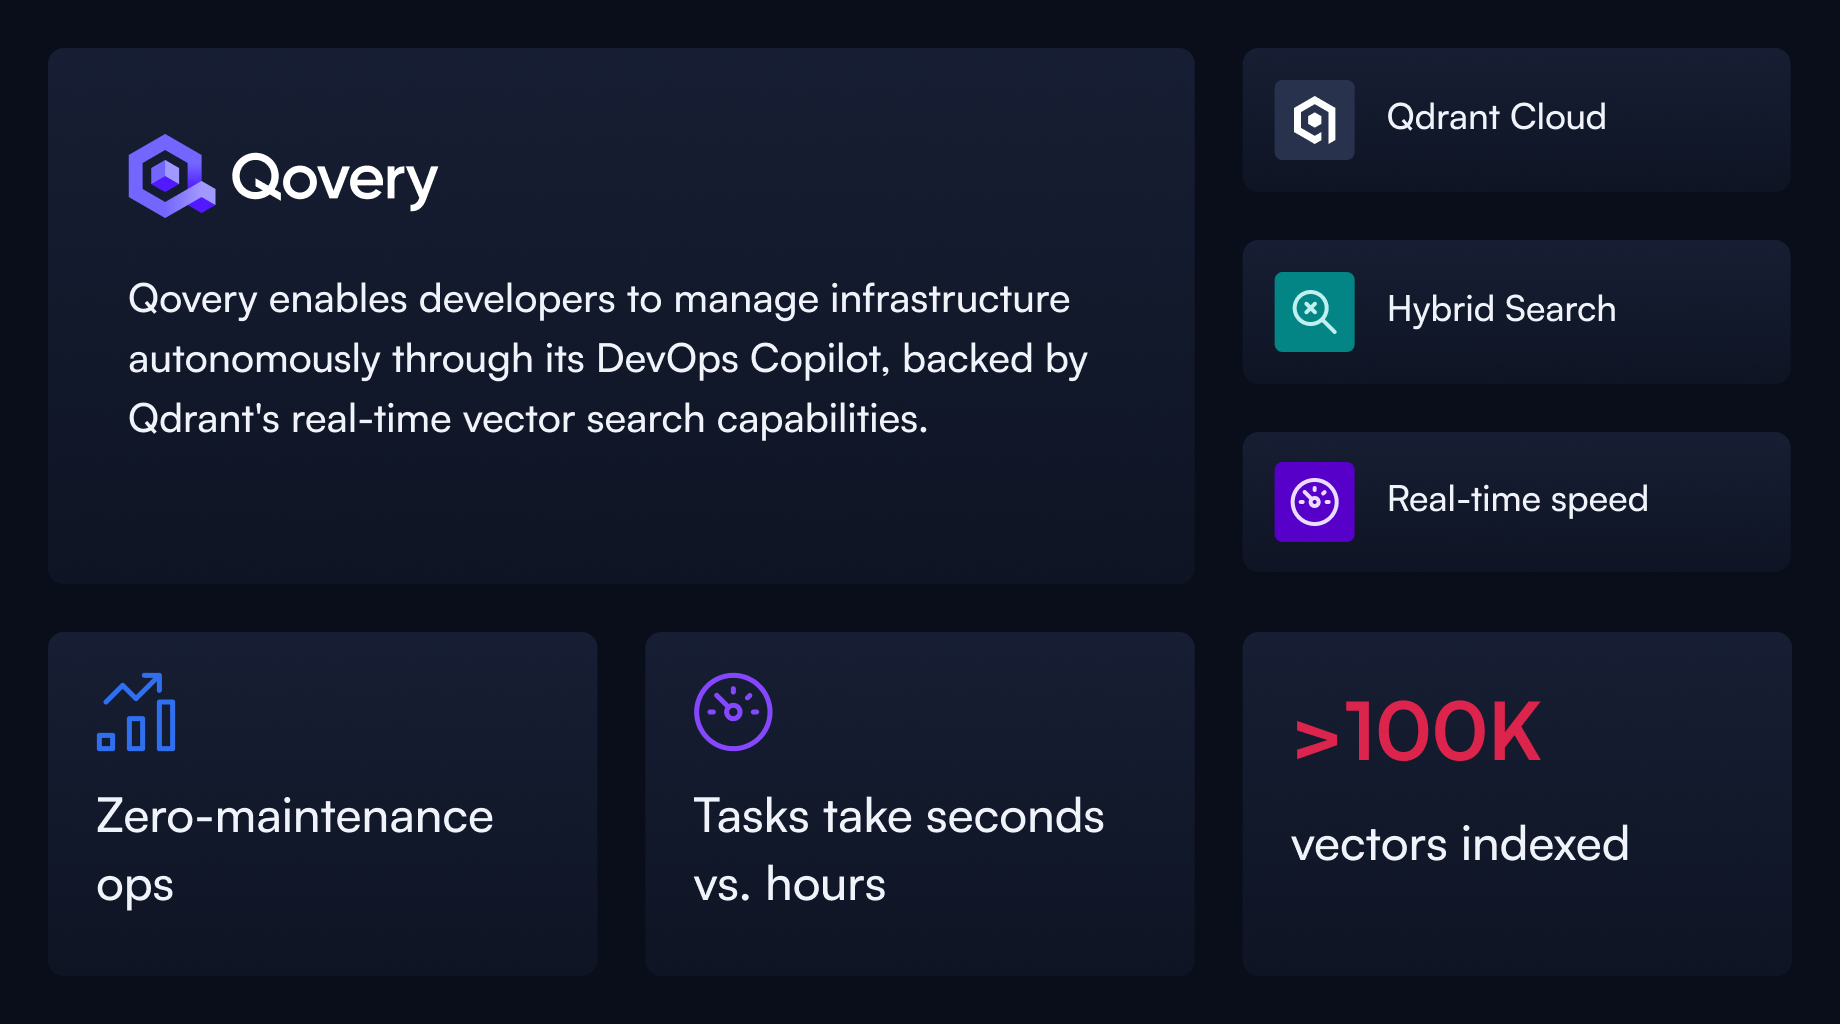 Qovery
Qovery enables developers to manage infrastructure
autonomously through its DevOps Copilot, backed by
Qdrant's real-time vector search capabilities.
Qdrant Cloud
Hybrid Search
Real-time speed
Zero-maintenance
ops
Tasks take seconds
vs. hours
>100K
vectors indexed